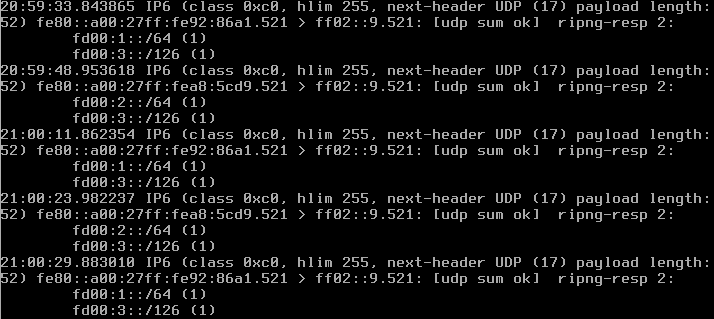 20:59:33.843865 IP6 (class 0xc0, hlim 255, next-header UDP (17) payload length:
52) fe80::a00:27ff:fe92:86a1.521 > ff02::9.521: [udp sum ok]  ripng-resp 2:
        fd00:1::/64 (1)
        fd00:3::/126 (1)
20:59:48.953618 IP6 (class 0xc0, hlim 255, next-header UDP (17) payload length:
52) fe80::a00:27ff:fea8:5cd9.521 > ff02::9.521: [udp sum ok]  ripng-resp 2:
        fd00:2::/64 (1)
        fd00:3::/126 (1)
21:00:11.862354 IP6 (class 0xc0, hlim 255, next-header UDP (17) payload length:
52) fe80::a00:27ff:fe92:86a1.521 > ff02::9.521: [udp sum ok]  ripng-resp 2:
        fd00:1::/64 (1)
        fd00:3::/126 (1)
21:00:23.982237 IP6 (class 0xc0, hlim 255, next-header UDP (17) payload length:
52) fe80::a00:27ff:fea8:5cd9.521 > ff02::9.521: [udp sum ok]  ripng-resp 2:
        fd00:2::/64 (1)
        fd00:3::/126 (1)
21:00:29.883010 IP6 (class 0xc0, hlim 255, next-header UDP (17) payload length:
52) fe80::a00:27ff:fe92:86a1.521 > ff02::9.521: [udp sum ok]  ripng-resp 2:
        fd00:1::/64 (1)
        fd00:3::/126 (1)